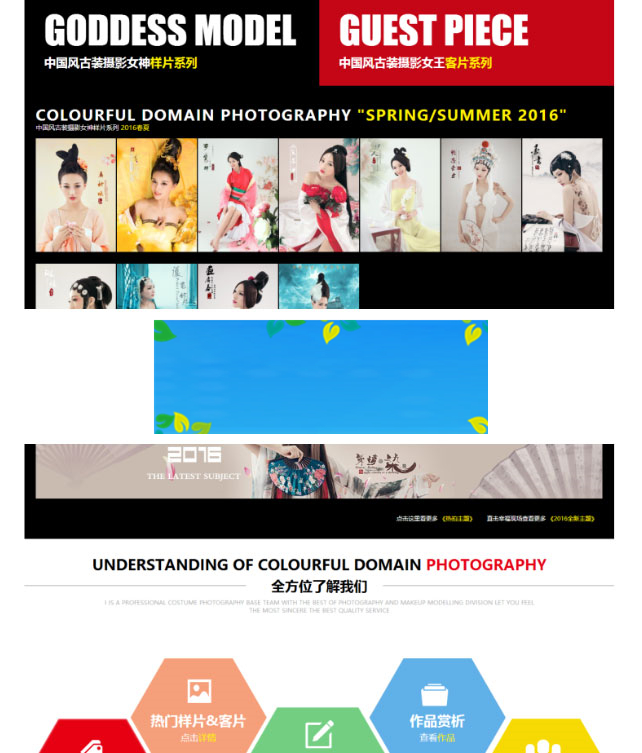 GODDESS MODEL
中国风古装摄影女神样片系列
GUEST PIECE
中国风古装摄影女王客片系列
COLOURFUL DOMAIN PHOTOGRAPHY "SPRING/SUMMER 2016"
中国风古装摄影女神样片系列 2016春夏
2016
THE LATEST SUBJECT
点击这里查看更多 《热拍主题》 直击幸福现场查看更多 《2016全新主题》
UNDERSTANDING OF COLOURFUL DOMAIN PHOTOGRAPHY
全方位了解我们
I IS A PROFESSIONAL COSTUME PHOTOGRAPHY BASE TEAM WITH THE BEST OF PHOTOGRAPHY AND MAKEUP MODELLING DIVISION LET YOU FEEL
THE MOST SINCERE THE BEST QUALITY SERVICE
热门样片&客片
点击详情
作品赏析
查看作品